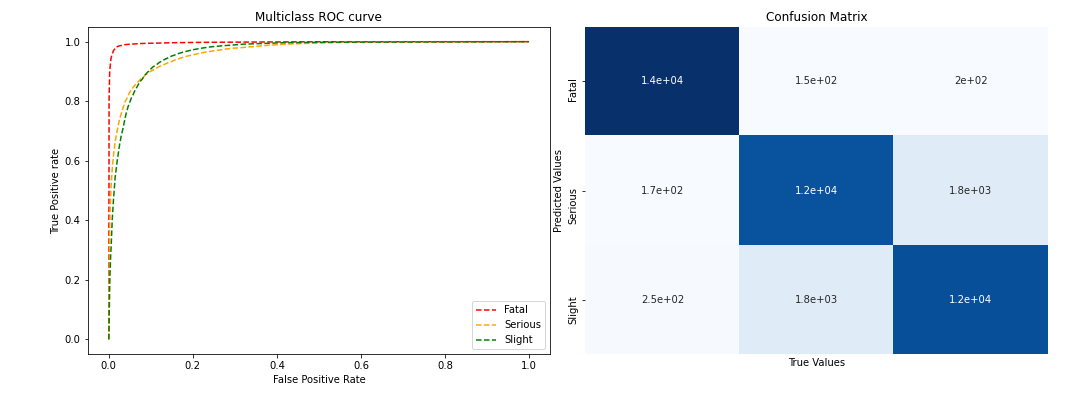 Multiclass ROC curve
True Positive rate
1.0
0.8
0.6
0.4
0.2
0.0
0.0 0.2 0.4 0.6 0.8 1.0
False Positive Rate
Fatal
Serious
Slight
Confusion Matrix
Predicted Values
Fatal
1.4e+04 1.5e+02 2e+02
Serious
1.7e+02 1.2e+04 1.8e+03
Slight
2.5e+02 1.8e+03 1.2e+04
True Values